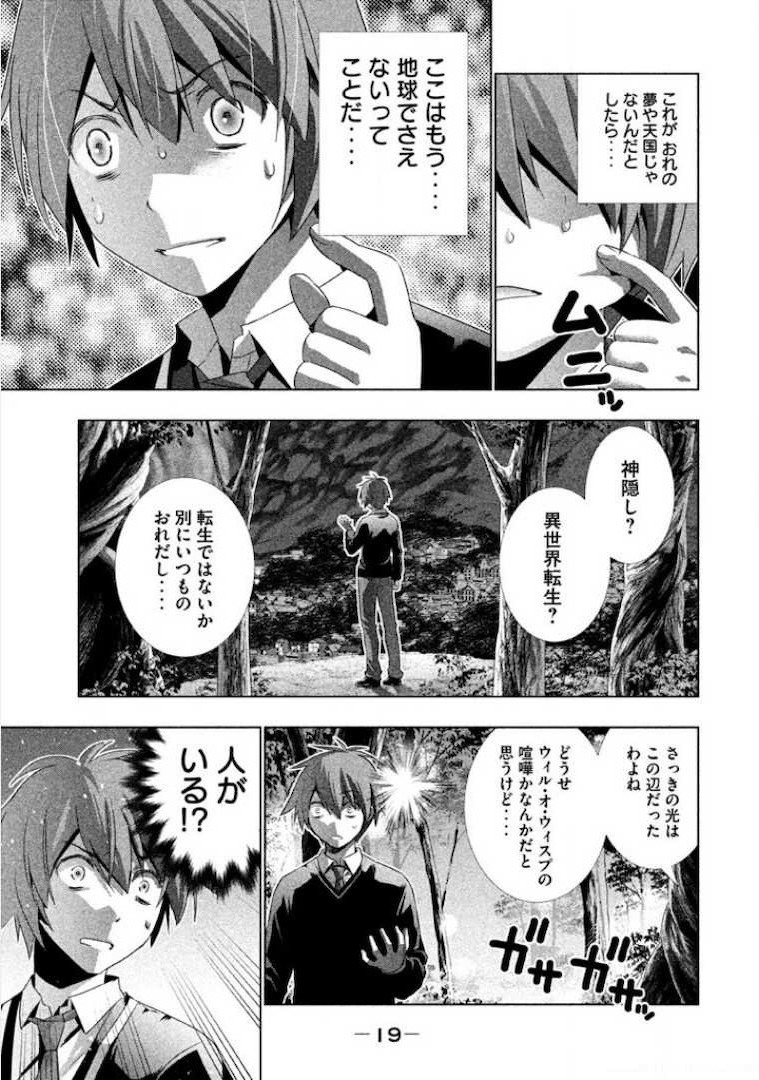 これが おれの
夢や天国じゃ
ないんだと
したら・・・・
ムニッ
ここはもう・・・・
地球でさえ
ないって
ことだ・・・・
神隠し?
異世界転生?
転生ではないか
別にいつもの
おれだし・・・・
さっきの光は
この辺だった
わよね
どうせ
ウィル・オ・ウィスプの
喧嘩かなんかだと
思うけど・・・・
ガサ
ガサ
人が
いる!?
―19―